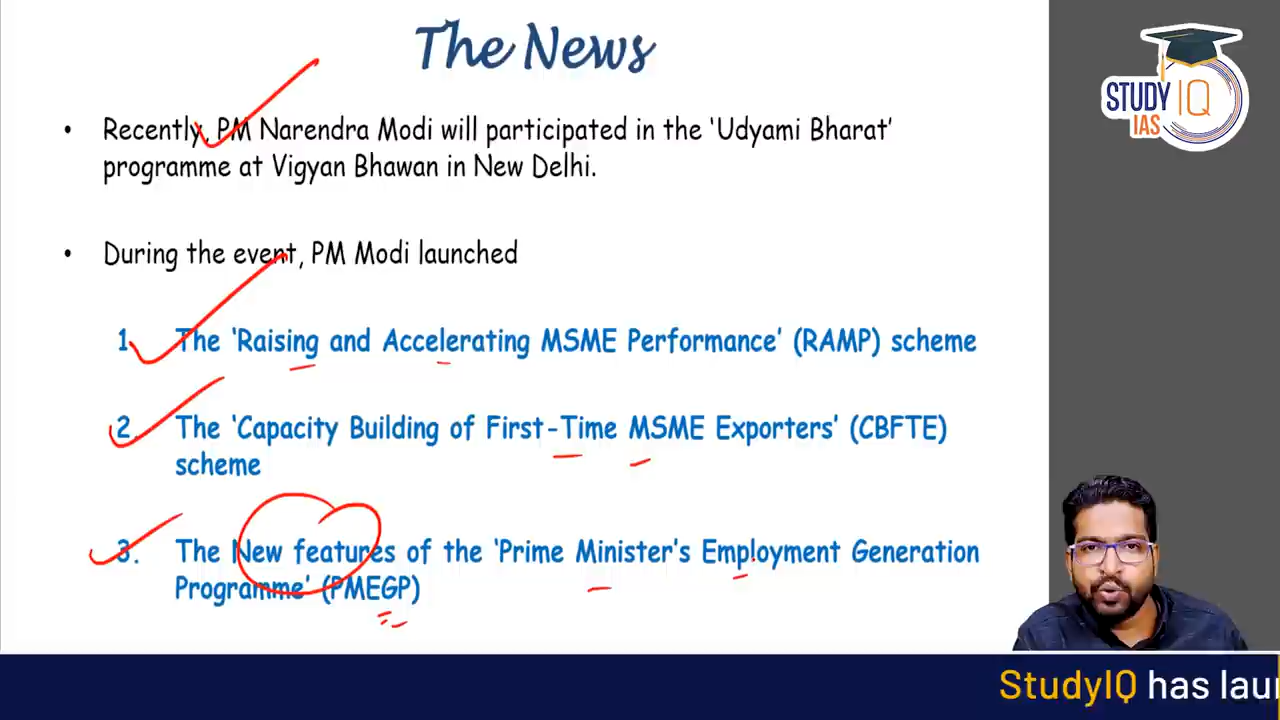 The News
STUDY IQ
IAS
• Recently, PM Narendra Modi will participated in the ‘Udyami Bharat’
programme at Vigyan Bhawan in New Delhi.
• During the event, PM Modi launched
1. The ‘Raising and Accelerating MSME Performance’ (RAMP) scheme
2. The ‘Capacity Building of First-Time MSME Exporters’ (CBFTE)
scheme
3. The New features of the ‘Prime Minister’s Employment Generation
Programme’ (PMEGP)
StudyIQ has lau